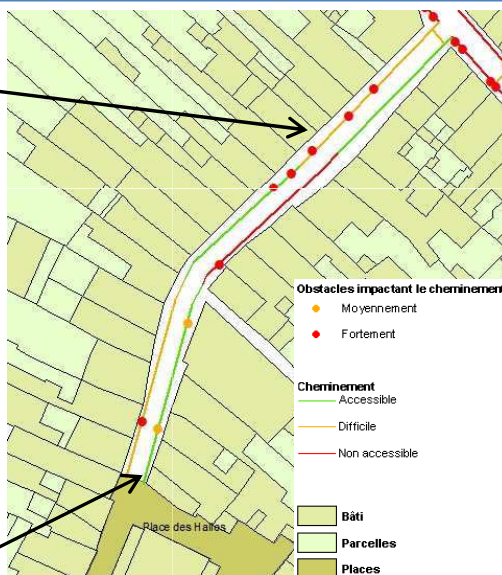 Obstacles impactant le cheminement
Moyennement
Fortement
Cheminement
Accessible
Difficile
Non accessible
Bâti
Parcelles
Places
Place des Halles